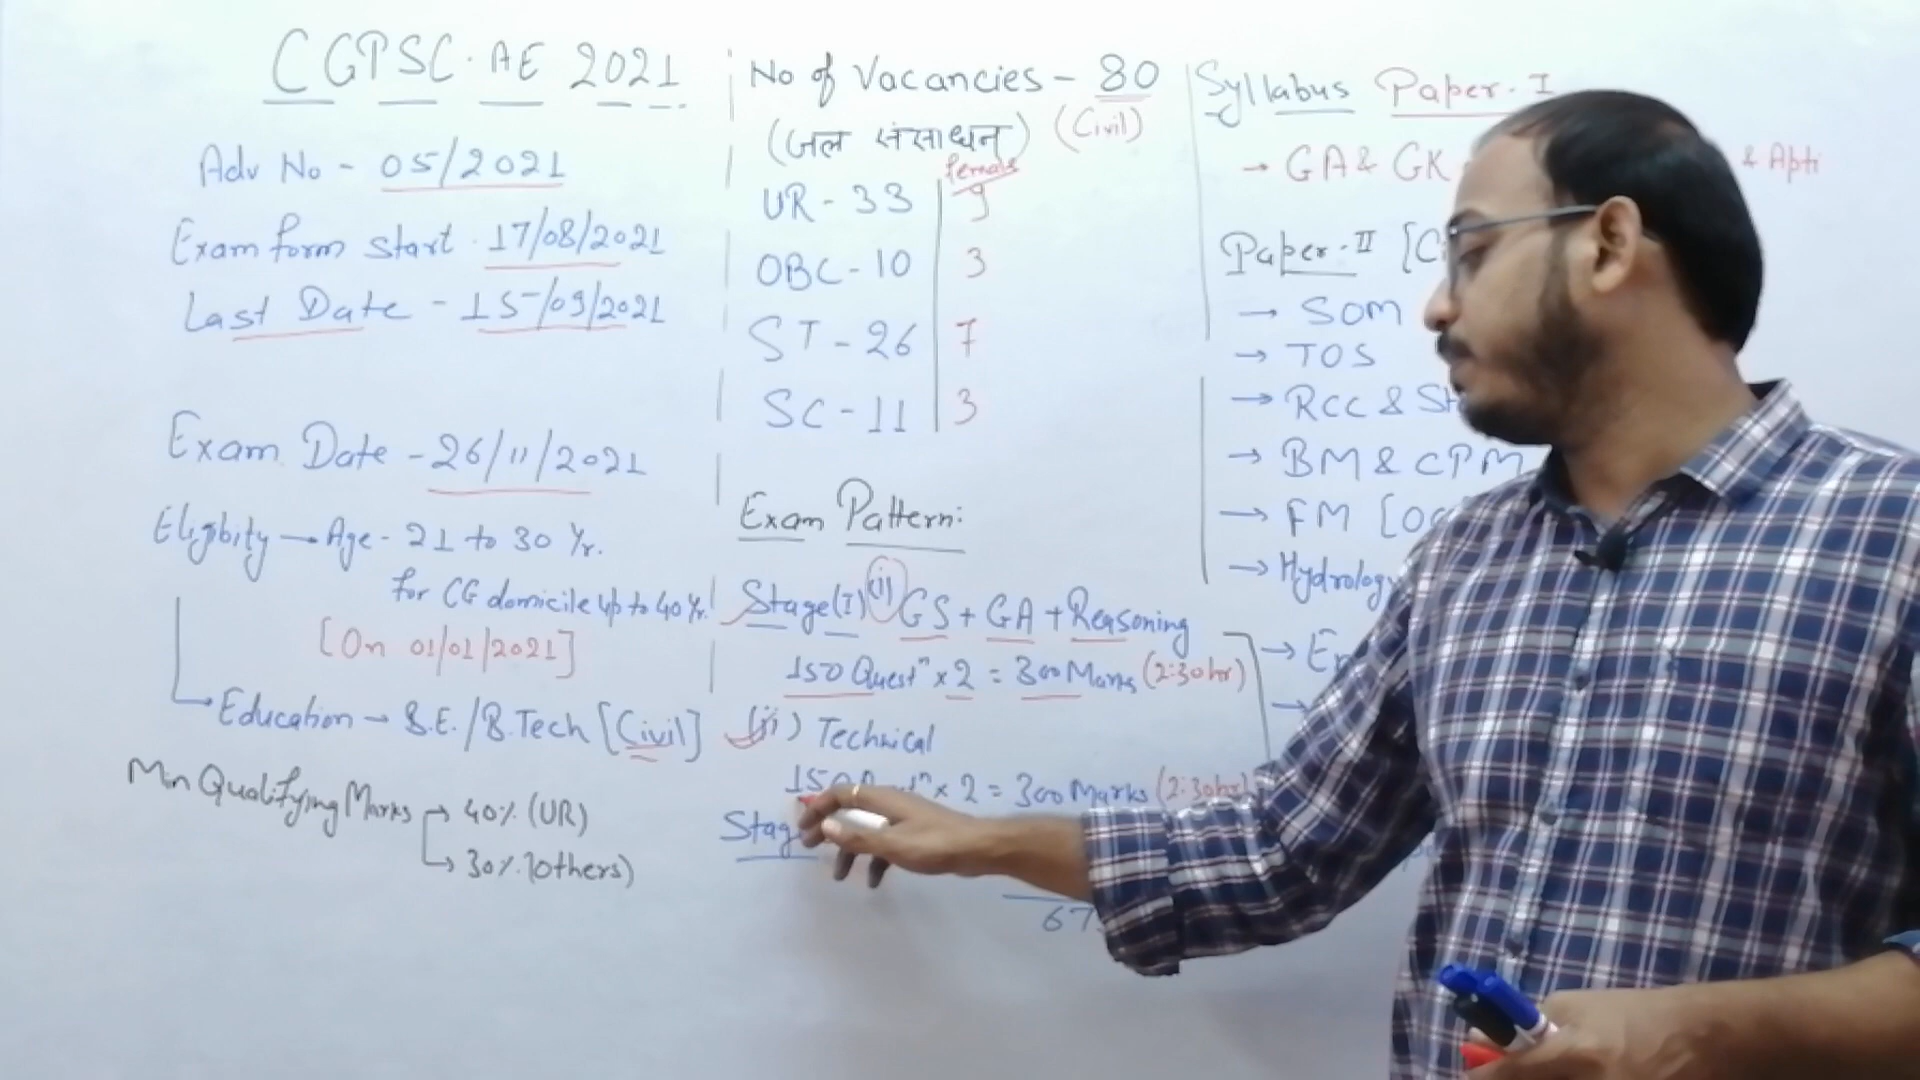 CGPSC. AE 2021
Adv No - 05/2021
Exam form start - 17/08/2021
Last Date - 15/09/2021
Exam Date - 26/11/2021
Eligbity → Age - 21 to 30 Yr.
for CG domicile up to 40 Yr.
[On 01/01/2021]
Education → B.E./B.Tech [Civil]
Min Qualifying Marks → 40% (UR)
→ 30% (Others)
No of Vacancies - 80
(जल संसाधन) (Civil)
female
UR - 33 | 9
OBC - 10 | 3
ST - 26 | 7
SC - 11 | 3
Exam Pattern:
Stage (I) (i) GS + GA + Reasoning
150 Questⁿ × 2 = 300 Marks (2:30hr)
(ii) Technical
× 2 = 300 Marks (2:30hr)
Syllabus Paper - I
→ GA & GK & Apti
Paper - II
→ SOM
→ TOS
→ RCC &
→ BM & CPM
→ FM
→ Hydrology